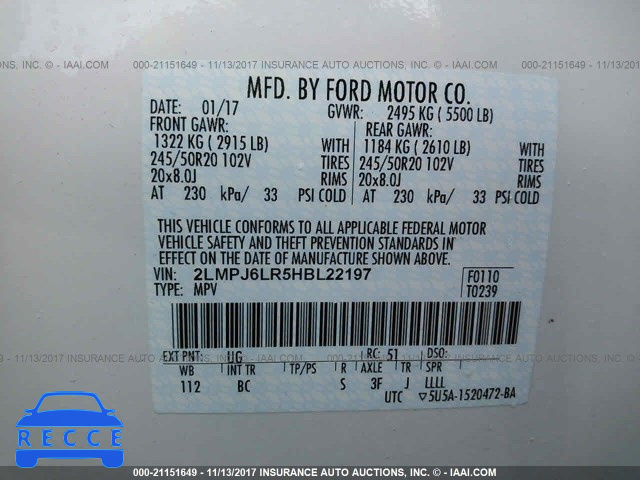 000-21151649 - 11/13/2017 INSURANCE AUTO AUCTIONS, INC. - © IAAI.COM
MFD. BY FORD MOTOR CO.
DATE: 01/17 GVWR: 2495 KG ( 5500 LB)
FRONT GAWR: REAR GAWR:
1322 KG ( 2915 LB) WITH 1184 KG ( 2610 LB) WITH
245/50R20 102V TIRES 245/50R20 102V TIRES
20x8.0J RIMS 20x8.0J RIMS
AT 230 kPa/ 33 PSI COLD AT 230 kPa/ 33 PSI COLD
THIS VEHICLE CONFORMS TO ALL APPLICABLE FEDERAL MOTOR
VEHICLE SAFETY AND THEFT PREVENTION STANDARDS IN
EFFECT ON THE DATE OF MANUFACTURE SHOWN ABOVE.
VIN: 2LMPJ6LR5HBL22197 F0110
TYPE: MPV T0239
EXT PNT: UG RC: 51 DSO:
WB INT TR TP/PS R AXLE TR SPR
112 BC S 3F J LLLL
UTC ▽5U5A-1520472-BA
RECCE
000-21151649 - 11/13/2017 INSURANCE AUTO AUCTIONS, INC. - © IAAI.COM